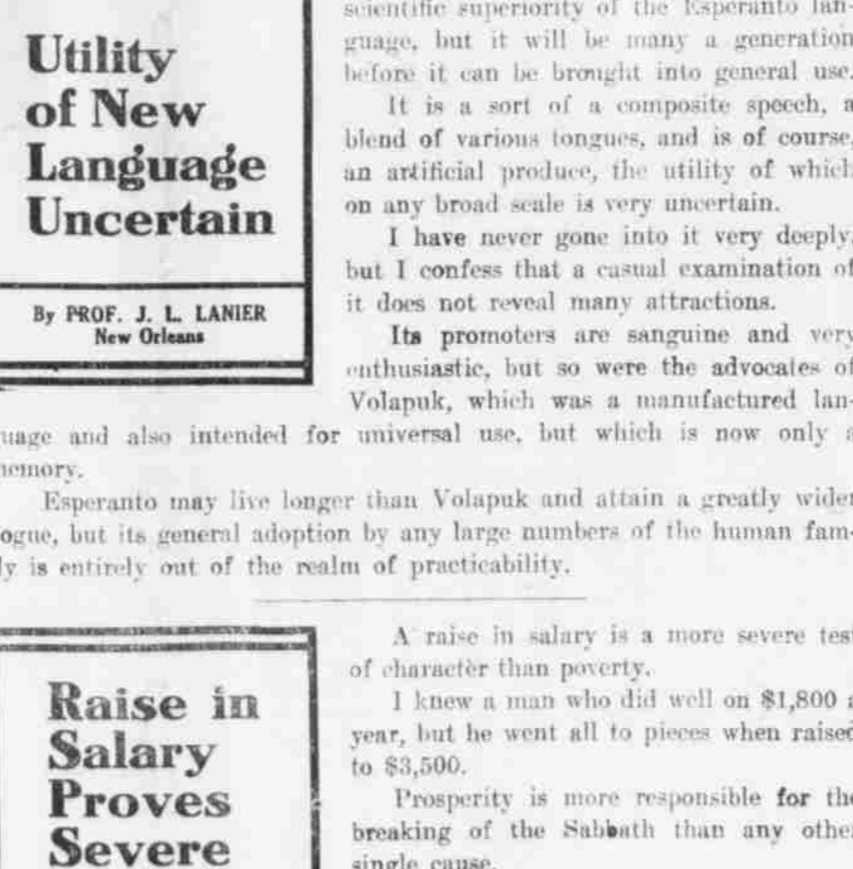 Utility
of New
Language
Uncertain
By PROF. J. L. LANIER
New Orleans
scientific superiority of the Esperanto lan-
guage, but it will be many a generation
before it can be brought into general use.
It is a sort of a composite speech, a
blend of various tongues, and is of course,
an artificial produce, the utility of which
on any broad scale is very uncertain.
I have never gone into it very deeply,
but I confess that a casual examination of
it does not reveal many attractions.
Its promoters are sanguine and very
enthusiastic, but so were the advocates of
Volapuk, which was a manufactured lan-
uage and also intended for universal use, but which is now only a
memory.
Esperanto may live longer than Volapuk and attain a greatly wider
ogue, but its general adoption by any large numbers of the human fam-
ly is entirely out of the realm of practicability.
Raise in
Salary
Proves
Severe
A raise in salary is a more severe test
of character than poverty.
I knew a man who did well on $1,800 a
year, but he went all to pieces when raised
to $3,500.
Prosperity is more responsible for the
breaking of the Sabbath than any other
single cause.